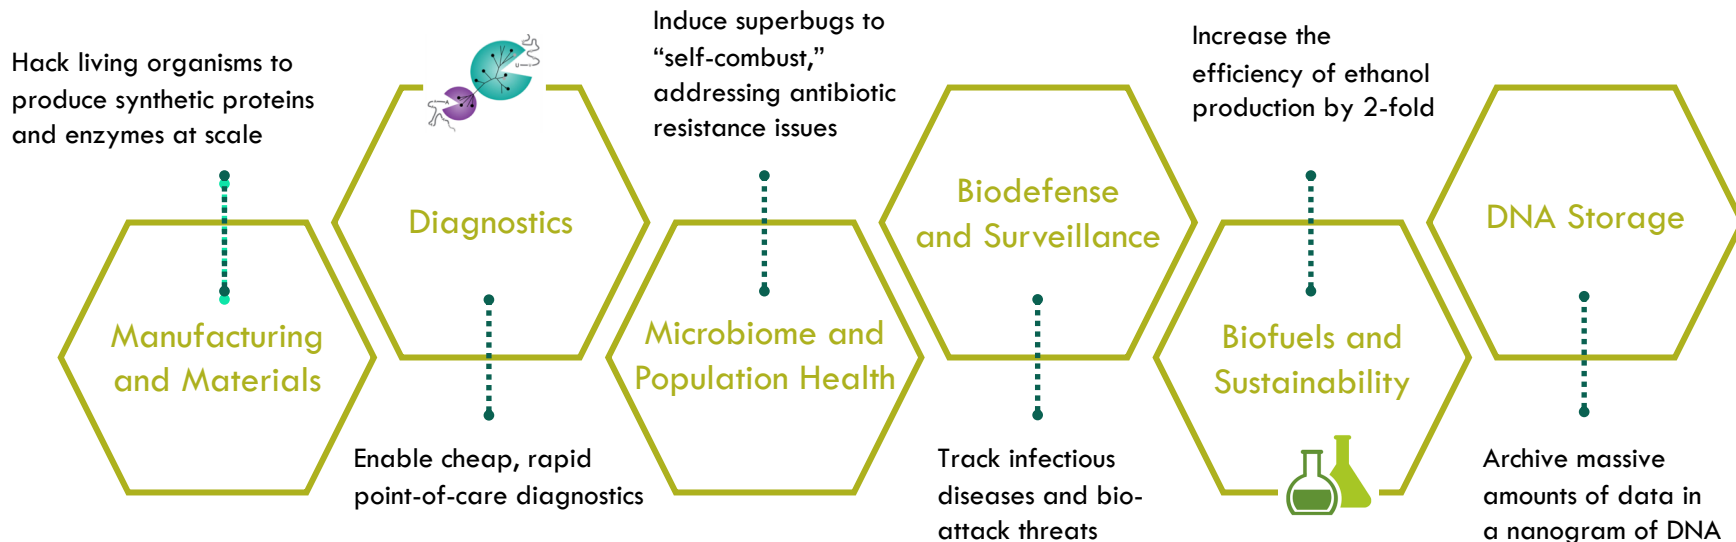 Hack living organisms to
produce synthetic proteins
and enzymes at scale
Manufacturing
and Materials
Diagnostics
Enable cheap, rapid
point-of-care diagnostics
Induce superbugs to
“self-combust,”
addressing antibiotic
resistance issues
Microbiome and
Population Health
Biodefense
and Surveillance
Track infectious
diseases and bio-
attack threats
Increase the
efficiency of ethanol
production by 2-fold
Biofuels and
Sustainability
DNA Storage
Archive massive
amounts of data in
a nanogram of DNA